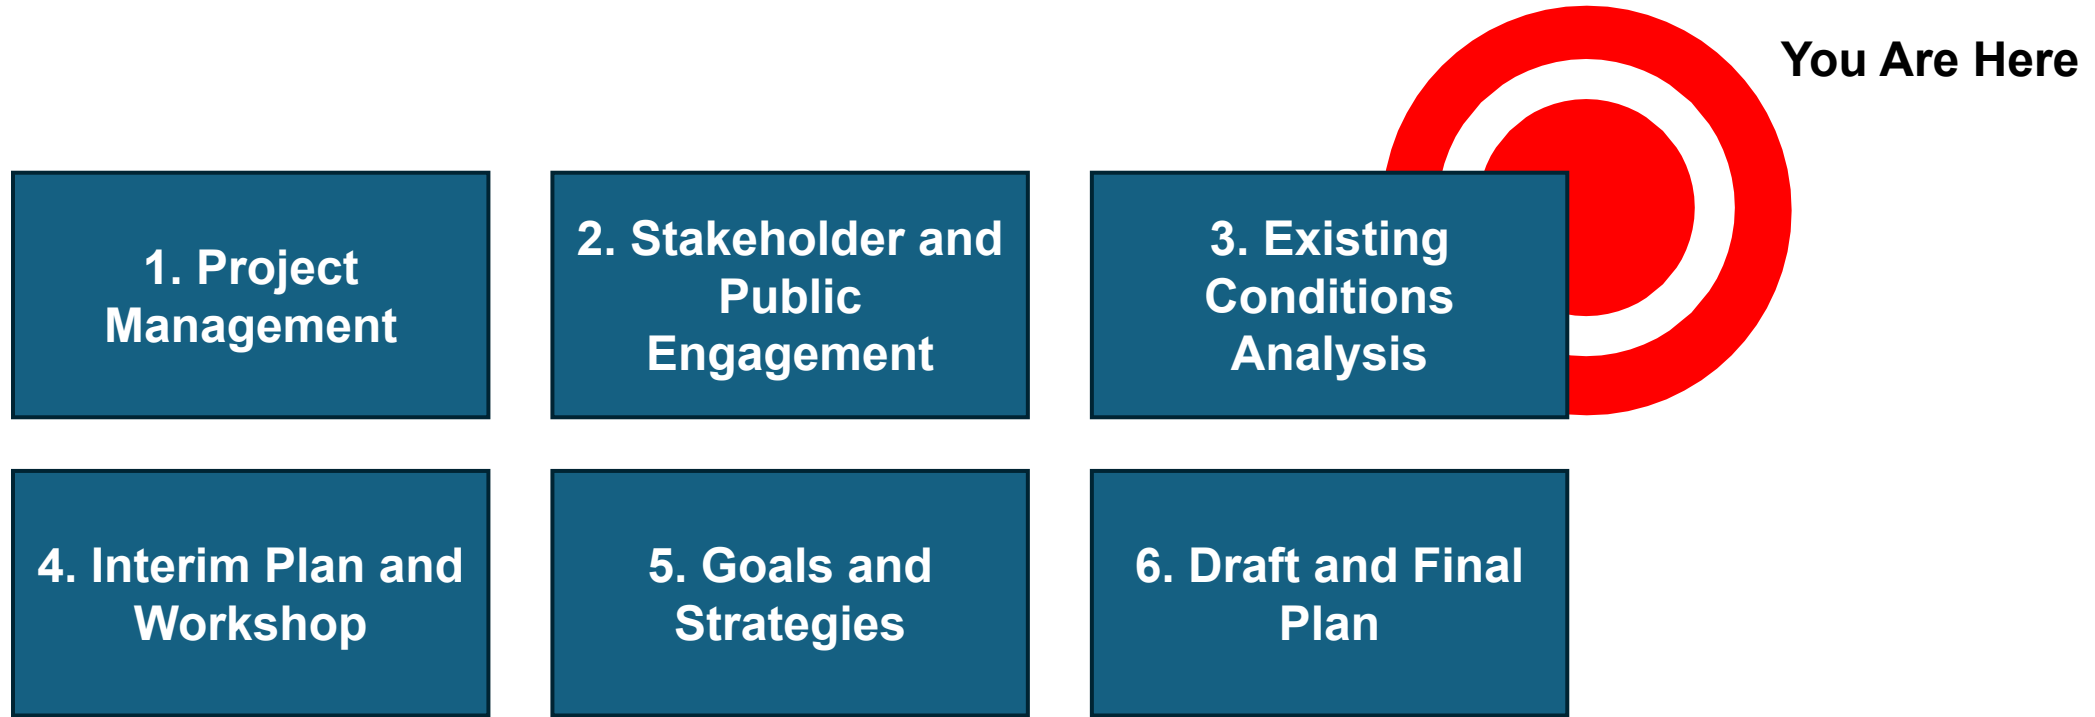 You Are Here
1. Project
Management
2. Stakeholder and
Public
Engagement
3. Existing
Conditions
Analysis
4. Interim Plan and
Workshop
5. Goals and
Strategies
6. Draft and Final
Plan